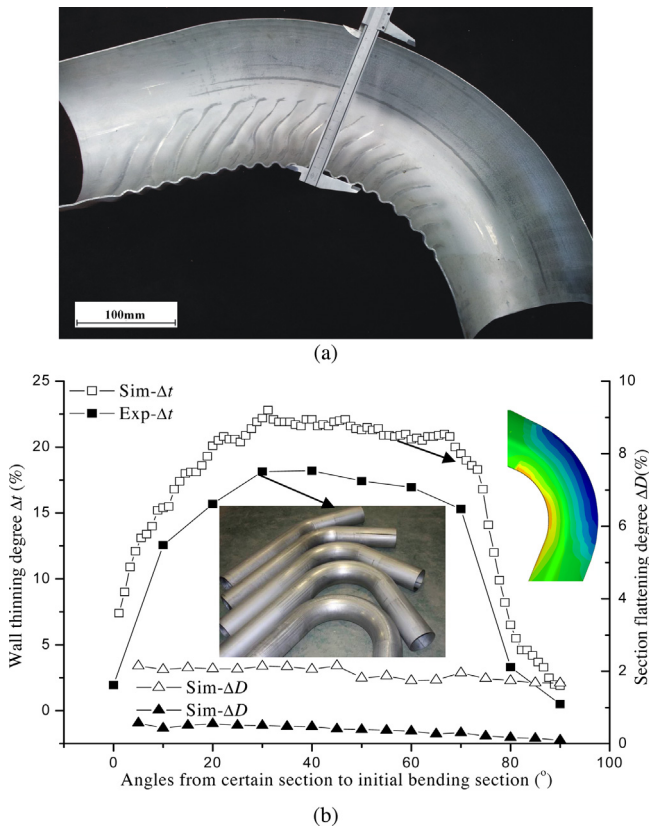 100mm
(a)
25
20
15
10
5
0
Wall thinning degree Δt (%)
Sim-Δt
Exp-Δt
Sim-ΔD
Sim-ΔD
10
8
6
4
2
0
Section flattening degree ΔD(%)
0 20 40 60 80 100
Angles from certain section to initial bending section (°)
(b)